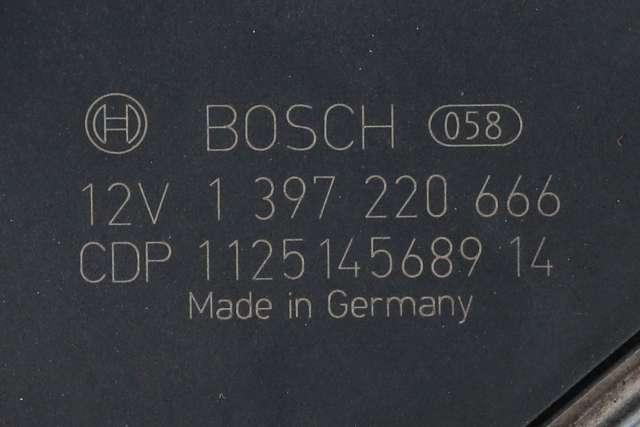 BOSCH 058
12V 1 397 220 666
CDP 1125145689 14
Made in Germany